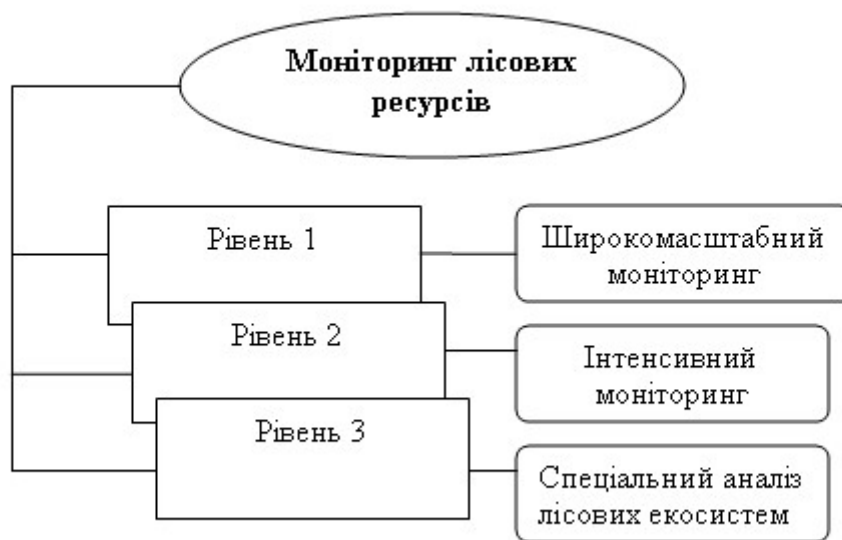 Моніторинг лісових
ресурсів
Рівень 1
Широкомасштабний
моніторинг
Рівень 2
Інтенсивний
моніторинг
Рівень 3
Спеціальний аналіз
лісових екосистем